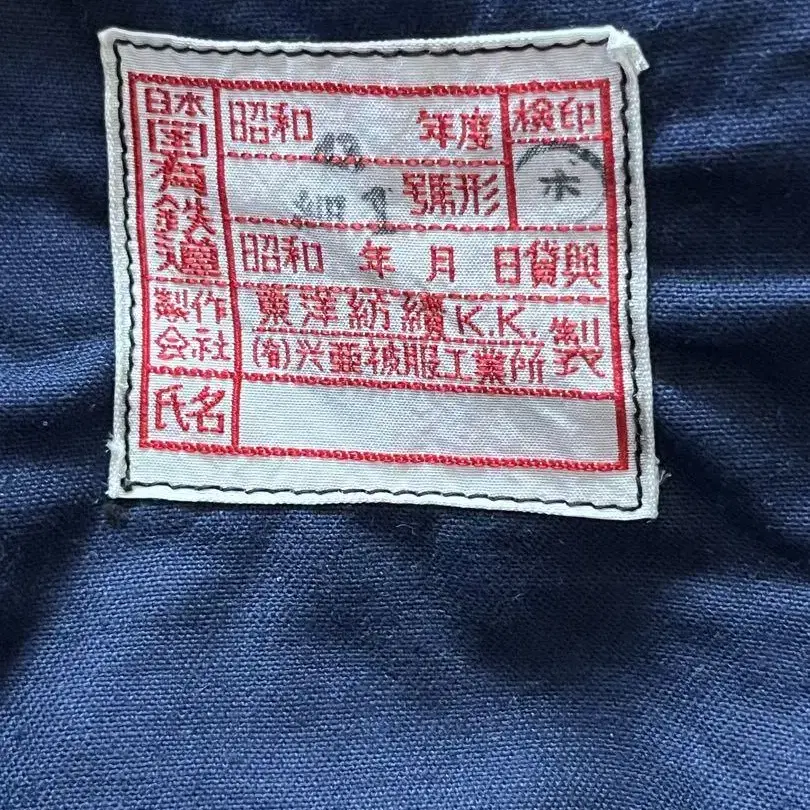 日本国有鉄道
昭和 42 年度
検印
細 1 號形
木
昭和 年 月 日貸與
製作会社
東洋紡績K.K.
(有)兴亜被服工業所
製
氏名